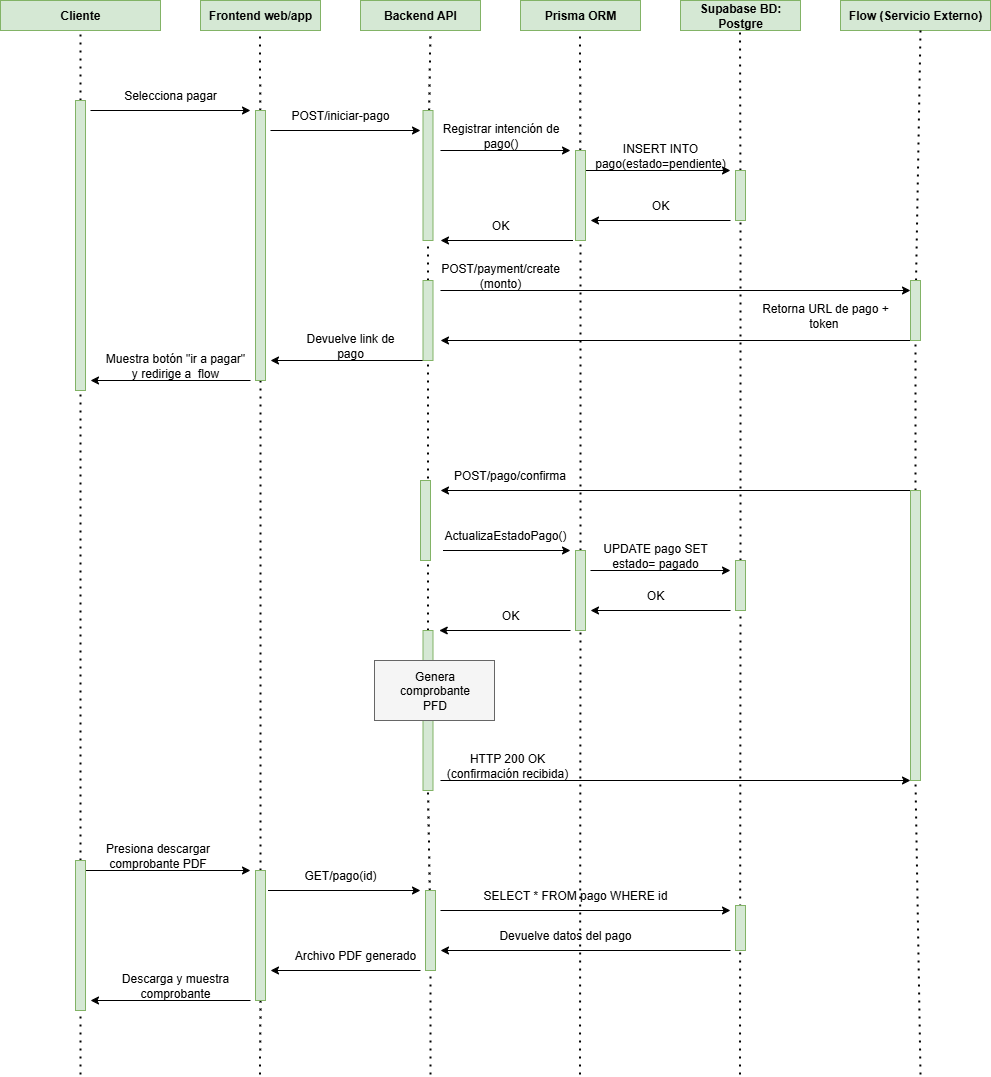 Cliente
Frontend web/app
Backend API
Prisma ORM
Supabase BD:
Postgre
Flow (Servicio Externo)
Selecciona pagar
POST/iniciar-pago
Registrar intención de
pago()
INSERT INTO
pago(estado=pendiente)
OK
OK
POST/payment/create
(monto)
Retorna URL de pago +
token
Devuelve link de
pago
Muestra botón "ir a pagar"
y redirige a flow
POST/pago/confirma
ActualizaEstadoPago()
UPDATE pago SET
estado= pagado
OK
OK
Genera
comprobante
PFD
HTTP 200 OK
(confirmación recibida)
Presiona descargar
comprobante PDF
GET/pago(id)
SELECT * FROM pago WHERE id
Devuelve datos del pago
Archivo PDF generado
Descarga y muestra
comprobante